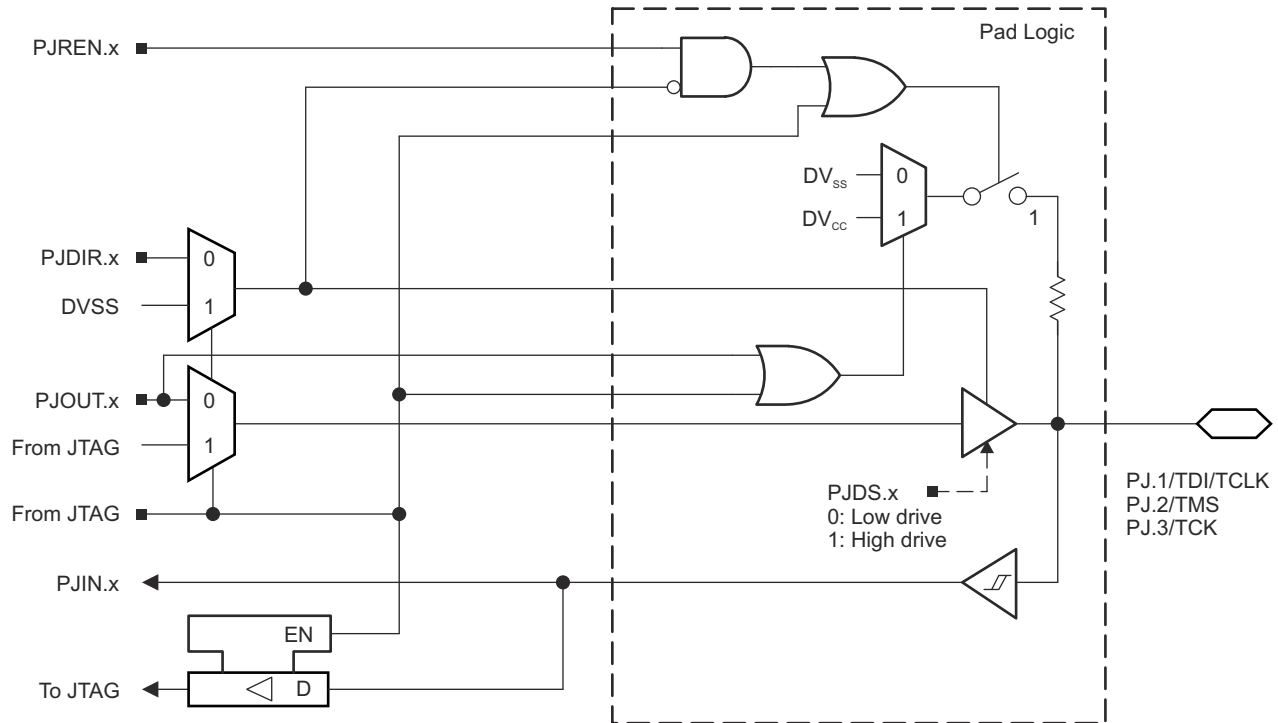 Pad Logic
PJREN.x
DVSS
0
DVCC
1
1
PJDIR.x
0
DVSS
1
PJOUT.x
0
From JTAG
1
PJDS.x
0: Low drive
1: High drive
PJ.1/TDI/TCLK
PJ.2/TMS
PJ.3/TCK
From JTAG
PJIN.x
EN
To JTAG
D